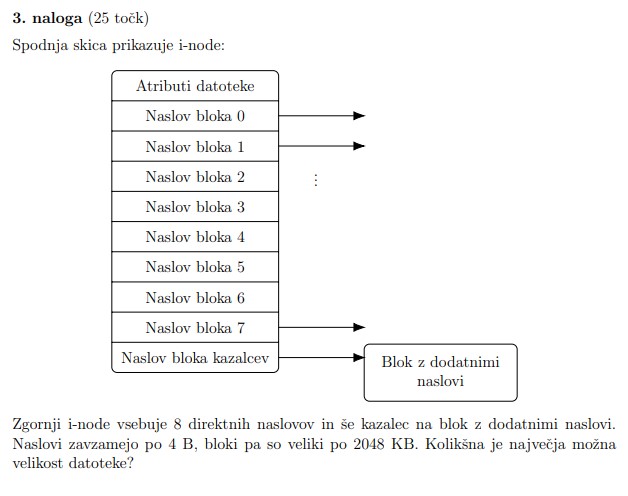 3. naloga (25 točk)
Spodnja skica prikazuje i-node:
Atributi datoteke
Naslov bloka 0
Naslov bloka 1
Naslov bloka 2
⋮
Naslov bloka 3
Naslov bloka 4
Naslov bloka 5
Naslov bloka 6
Naslov bloka 7
Naslov bloka kazalcev
Blok z dodatnimi
naslovi
Zgornji i-node vsebuje 8 direktnih naslovov in še kazalec na blok z dodatnimi naslovi.
Naslovi zavzamejo po 4 B, bloki pa so veliki po 2048 KB. Kolikšna je največja možna
velikost datoteke?